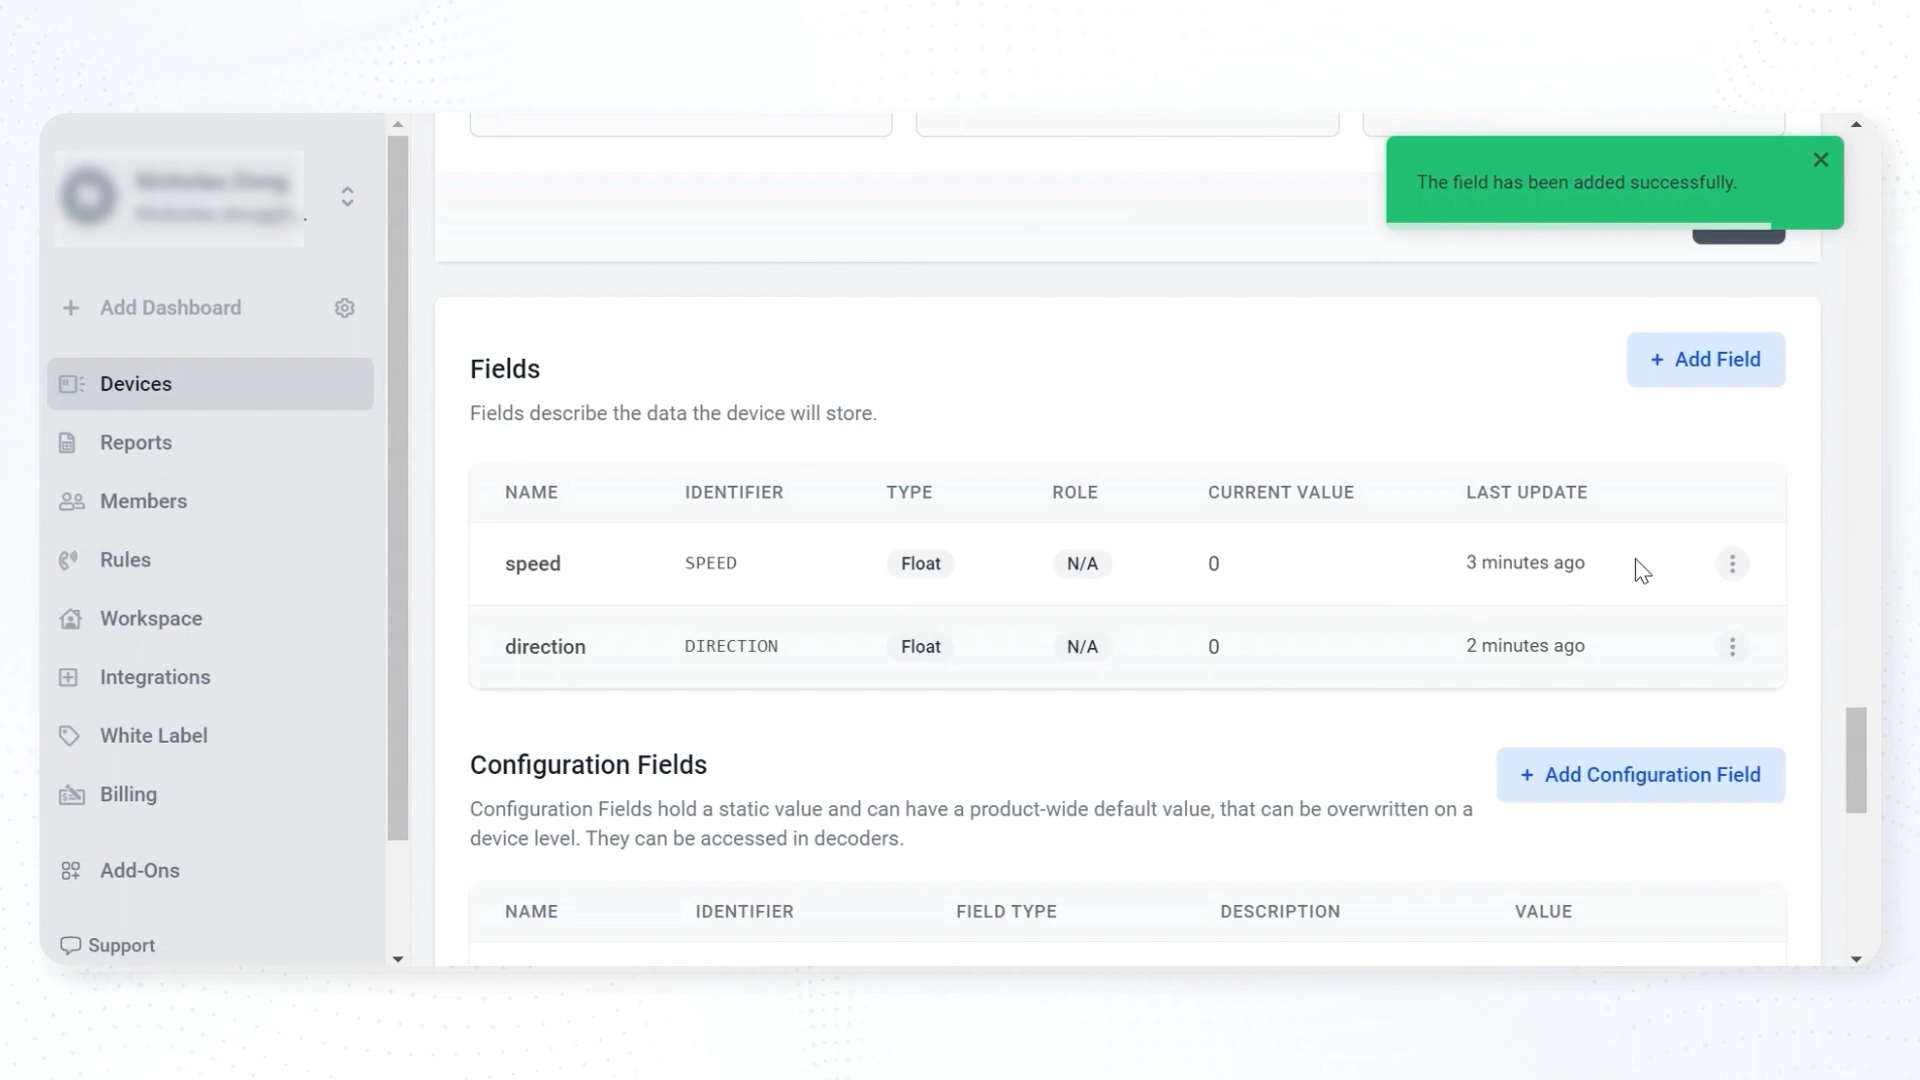 The field has been added successfully.
Add Dashboard
Devices
Reports
Members
Rules
Workspace
Integrations
White Label
Billing
Add-Ons
Support
Fields
+ Add Field
Fields describe the data the device will store.
NAME IDENTIFIER TYPE ROLE CURRENT VALUE LAST UPDATE
speed SPEED Float N/A 0 3 minutes ago
direction DIRECTION Float N/A 0 2 minutes ago
Configuration Fields
+ Add Configuration Field
Configuration Fields hold a static value and can have a product-wide default value, that can be overwritten on a
device level. They can be accessed in decoders.
NAME IDENTIFIER FIELD TYPE DESCRIPTION VALUE